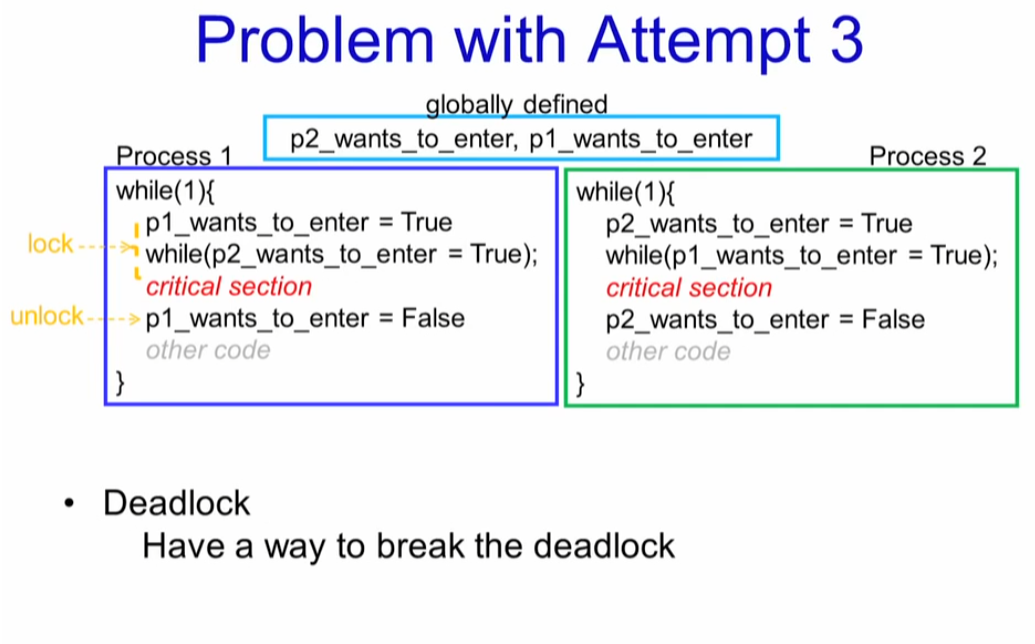 Problem with Attempt 3
globally defined
p2_wants_to_enter, p1_wants_to_enter
Process 1
while(1){
p1_wants_to_enter = True
lock
while(p2_wants_to_enter = True);
critical section
unlock
p1_wants_to_enter = False
other code
}
Process 2
while(1){
p2_wants_to_enter = True
while(p1_wants_to_enter = True);
critical section
p2_wants_to_enter = False
other code
}
• Deadlock
Have a way to break the deadlock